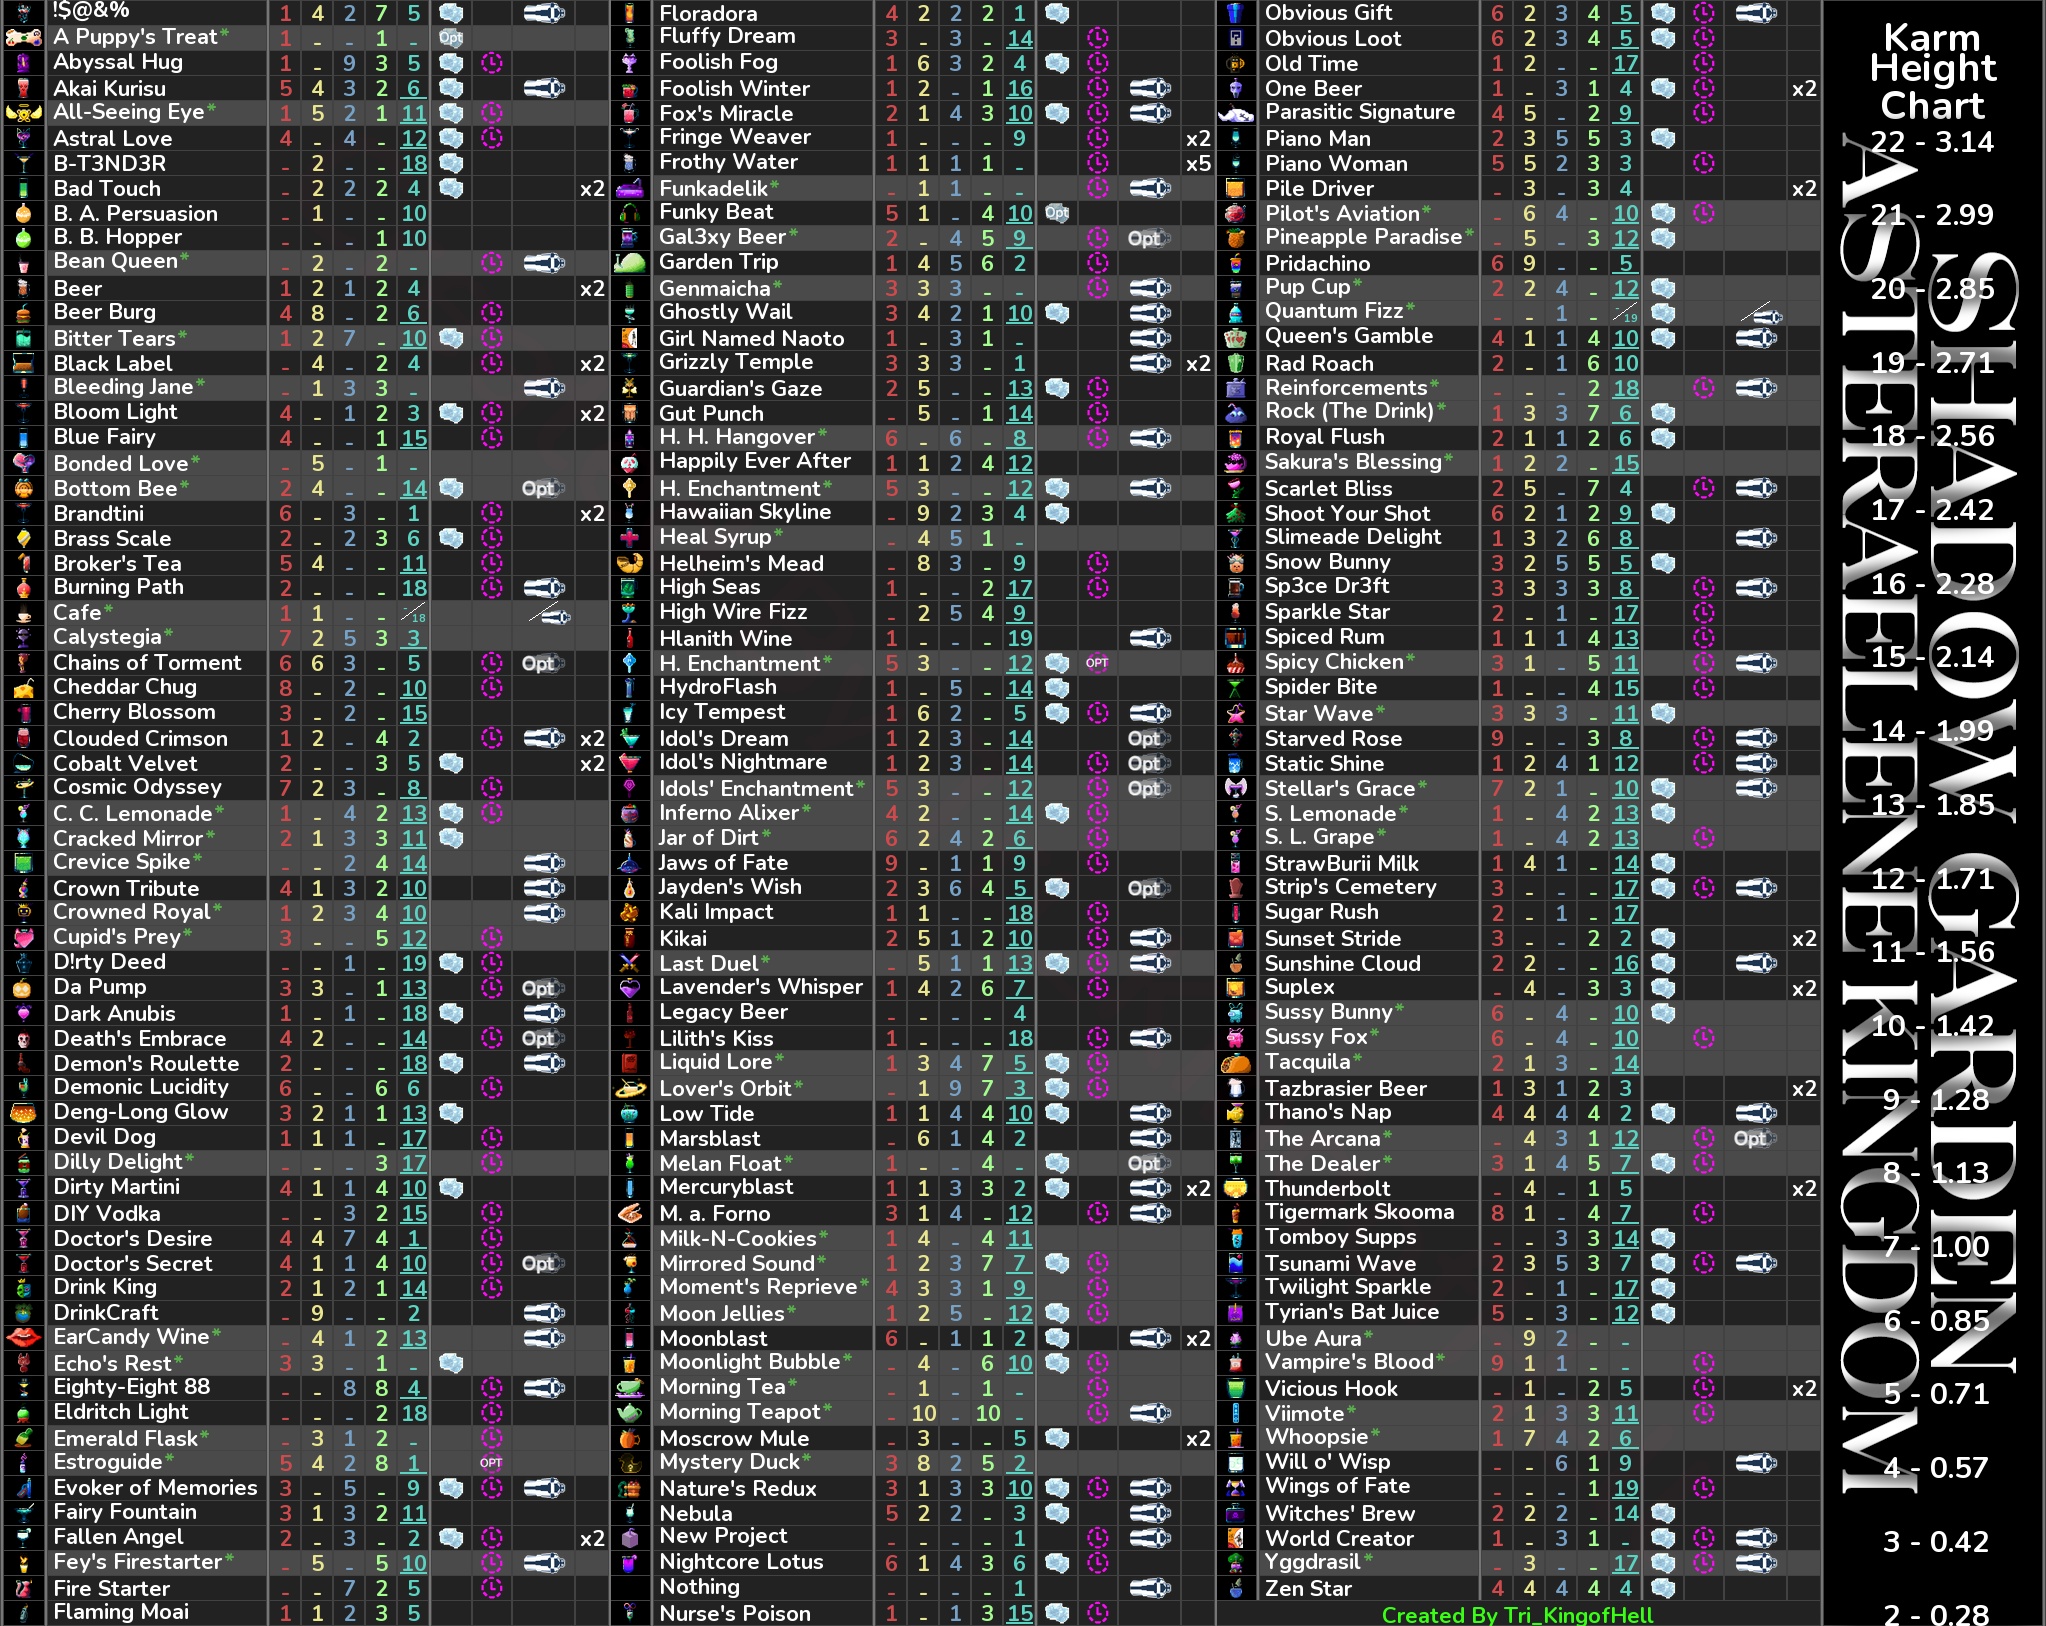 !$@&% 1 4 2 7 5
A Puppy's Treat* 1 - - 1 - Opt
Abyssal Hug 1 - 9 3 5
Akai Kurisu 5 4 3 2 6
All-Seeing Eye* 1 5 2 1 11
Astral Love 4 - 4 - 12
B-T3ND3R - 2 - - 18
Bad Touch - 2 2 2 4 x2
B. A. Persuasion - 1 - - 10
B. B. Hopper - - - 1 10
Bean Queen* - 2 - 2 -
Beer 1 2 1 2 4 x2
Beer Burg 4 8 - 2 6
Bitter Tears* 1 2 7 - 10
Black Label - 4 - 2 4 x2
Bleeding Jane* - 1 3 3 -
Bloom Light 4 - 1 2 3 x2
Blue Fairy 4 - - 1 15
Bonded Love* - 5 - 1 -
Bottom Bee* 2 4 - - 14 Opt
Brandtini 6 - 3 - 1 x2
Brass Scale 2 - 2 3 6
Broker's Tea 5 4 - - 11
Burning Path 2 - - - 18
Cafe* 1 1 - - -/18
Calystegia* 7 2 5 3 3
Chains of Torment 6 6 3 - 5 Opt
Cheddar Chug 8 - 2 - 10
Cherry Blossom 3 - 2 - 15
Clouded Crimson 1 2 - 4 2 x2
Cobalt Velvet 2 - - 3 5 x2
Cosmic Odyssey 7 2 3 - 8
C. C. Lemonade* 1 - 4 2 13
Cracked Mirror* 2 1 3 3 11
Crevice Spike* - - 2 4 14
Crown Tribute 4 1 3 2 10
Crowned Royal* 1 2 3 4 10
Cupid's Prey* 3 - - 5 12
D!rty Deed - - 1 - 19
Da Pump 3 3 - 1 13 Opt
Dark Anubis 1 - 1 - 18
Death's Embrace 4 2 - - 14 Opt
Demon's Roulette 2 - - - 18
Demonic Lucidity 6 - - 6 6
Deng-Long Glow 3 2 1 1 13
Devil Dog 1 1 1 - 17
Dilly Delight* - - - 3 17
Dirty Martini 4 1 1 4 10
DIY Vodka - - 3 2 15
Doctor's Desire 4 4 7 4 1
Doctor's Secret 4 1 1 4 10 Opt
Drink King 2 1 2 1 14
DrinkCraft - 9 - - 2
EarCandy Wine* - 4 1 2 13
Echo's Rest* 3 3 - 1 -
Eighty-Eight 88 - - 8 8 4
Eldritch Light - - - 2 18
Emerald Flask* - 3 1 2 -
Estroguide* 5 4 2 8 1 OPT
Evoker of Memories 3 - 5 - 9
Fairy Fountain 3 1 3 2 11
Fallen Angel 2 - 3 - 2 x2
Fey's Firestarter* - 5 - 5 10
Fire Starter - - 7 2 5
Flaming Moai 1 1 2 3 5
Floradora 4 2 2 2 1
Fluffy Dream 3 - 3 - 14
Foolish Fog 1 6 3 2 4
Foolish Winter 1 2 - 1 16
Fox's Miracle 2 1 4 3 10
Fringe Weaver 1 - - - 9 x2
Frothy Water 1 1 1 1 - x5
Funkadelik* - 1 1 - -
Funky Beat 5 1 - 4 10 Opt
Gal3xy Beer* 2 - 4 5 9 Opt
Garden Trip 1 4 5 6 2
Genmaicha* 3 3 3 - -
Ghostly Wail 3 4 2 1 10
Girl Named Naoto 1 - 3 1 -
Grizzly Temple 3 3 3 - 1 x2
Guardian's Gaze 2 5 - - 13
Gut Punch - 5 - 1 14
H. H. Hangover* 6 - 6 - 8
Happily Ever After 1 1 2 4 12
H. Enchantment* 5 3 - - 12
Hawaiian Skyline - 9 2 3 4
Heal Syrup* - 4 5 1 -
Helheim's Mead - 8 3 - 9
High Seas 1 - - 2 17
High Wire Fizz - 2 5 4 9
Hlanith Wine 1 - - - 19
H. Enchantment* 5 3 - - 12 OPT
HydroFlash 1 - 5 - 14
Icy Tempest 1 6 2 - 5
Idol's Dream 1 2 3 - 14 Opt
Idol's Nightmare 1 2 3 - 14 Opt
Idols' Enchantment* 5 3 - - 12 Opt
Inferno Alixer* 4 2 - - 14
Jar of Dirt* 6 2 4 2 6
Jaws of Fate 9 - 1 1 9
Jayden's Wish 2 3 6 4 5 Opt
Kali Impact 1 1 - - 18
Kikai 2 5 1 2 10
Last Duel* - 5 1 1 13
Lavender's Whisper 1 4 2 6 7
Legacy Beer - - - - 4
Lilith's Kiss 1 - - - 18
Liquid Lore* 1 3 4 7 5
Lover's Orbit* - 1 9 7 3
Low Tide 1 1 4 4 10
Marsblast - 6 1 4 2
Melan Float* 1 - - 4 - Opt
Mercuryblast 1 1 3 3 2 x2
M. a. Forno 3 1 4 - 12
Milk-N-Cookies* 1 4 - 4 11
Mirrored Sound* 1 2 3 7 7
Moment's Reprieve* 4 3 3 1 9
Moon Jellies* 1 2 5 - 12
Moonblast 6 - 1 1 2 x2
Moonlight Bubble* - 4 - 6 10
Morning Tea* - 1 - 1 -
Morning Teapot* - 10 - 10 -
Moscrow Mule - 3 - - 5 x2
Mystery Duck* 3 8 2 5 2
Nature's Redux 3 1 3 3 10
Nebula 5 2 2 - 3
New Project - - - - 1
Nightcore Lotus 6 1 4 3 6
Nothing - - - - 1
Nurse's Poison 1 - 1 3 15
Obvious Gift 6 2 3 4 5
Obvious Loot 6 2 3 4 5
Old Time 1 2 - - 17
One Beer 1 - 3 1 4 x2
Parasitic Signature 4 5 - 2 9
Piano Man 2 3 5 5 3
Piano Woman 5 5 2 3 3
Pile Driver - 3 - 3 4 x2
Pilot's Aviation* - 6 4 - 10
Pineapple Paradise* - 5 - 3 12
Pridachino 6 9 - - 5
Pup Cup* 2 2 4 - 12
Quantum Fizz* - - 1 - -/19
Queen's Gamble 4 1 1 4 10
Rad Roach 2 - 1 6 10
Reinforcements* - - - 2 18
Rock (The Drink)* 1 3 3 7 6
Royal Flush 2 1 1 2 6
Sakura's Blessing* 1 2 2 - 15
Scarlet Bliss 2 5 - 7 4
Shoot Your Shot 6 2 1 2 9
Slimeade Delight 1 3 2 6 8
Snow Bunny 3 2 5 5 5
Sp3ce Dr3ft 3 3 3 3 8
Sparkle Star 2 - 1 - 17
Spiced Rum 1 1 1 4 13
Spicy Chicken* 3 1 - 5 11
Spider Bite 1 - - 4 15
Star Wave* 3 3 3 - 11
Starved Rose 9 - - 3 8
Static Shine 1 2 4 1 12
Stellar's Grace* 7 2 1 - 10
S. Lemonade* 1 - 4 2 13
S. L. Grape* 1 - 4 2 13
StrawBurii Milk 1 4 1 - 14
Strip's Cemetery 3 - - - 17
Sugar Rush 2 - 1 - 17
Sunset Stride 3 - - 2 2 x2
Sunshine Cloud 2 2 - - 16
Suplex - 4 - 3 3 x2
Sussy Bunny* 6 - 4 - 10
Sussy Fox* 6 - 4 - 10
Tacquila* 2 1 3 - 14
Tazbrasier Beer 1 3 1 2 3 x2
Thano's Nap 4 4 4 4 2
The Arcana* - 4 3 1 12 Opt
The Dealer* 3 1 4 5 7
Thunderbolt - 4 - 1 5 x2
Tigermark Skooma 8 1 - 4 7
Tomboy Supps - - 3 3 14
Tsunami Wave 2 3 5 3 7
Twilight Sparkle 2 - 1 - 17
Tyrian's Bat Juice 5 - 3 - 12
Ube Aura* - 9 2 - -
Vampire's Blood* 9 1 1 - -
Vicious Hook - 1 - 2 5 x2
Viimote* 2 1 3 3 11
Whoopsie* 1 7 4 2 6
Will o' Wisp - - 6 1 9
Wings of Fate - - - 1 19
Witches' Brew 2 2 2 - 14
World Creator 1 - 3 1 -
Yggdrasil* - 3 - - 17
Zen Star 4 4 4 4 4
Created By Tri_KingofHell
Karm
Height
Chart
22 - 3.14
21 - 2.99
20 - 2.85
19 - 2.71
18 - 2.56
17 - 2.42
16 - 2.28
15 - 2.14
14 - 1.99
13 - 1.85
12 - 1.71
11 - 1.56
10 - 1.42
9 - 1.28
8 - 1.13
7 - 1.00
6 - 0.85
5 - 0.71
4 - 0.57
3 - 0.42
2 - 0.28
ASTERAELENE KINGDOM
SHADOW GARDEN